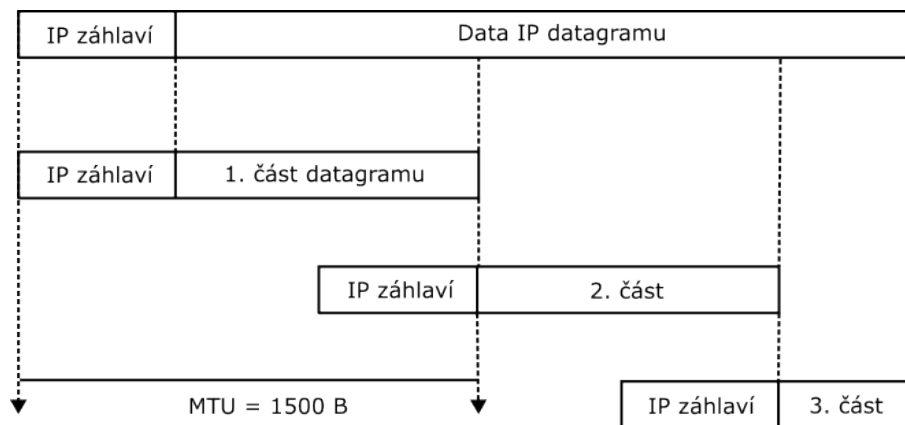 IP záhlaví
Data IP datagramu
IP záhlaví
1. část datagramu
IP záhlaví
2. část
MTU = 1500 B
IP záhlaví
3. část